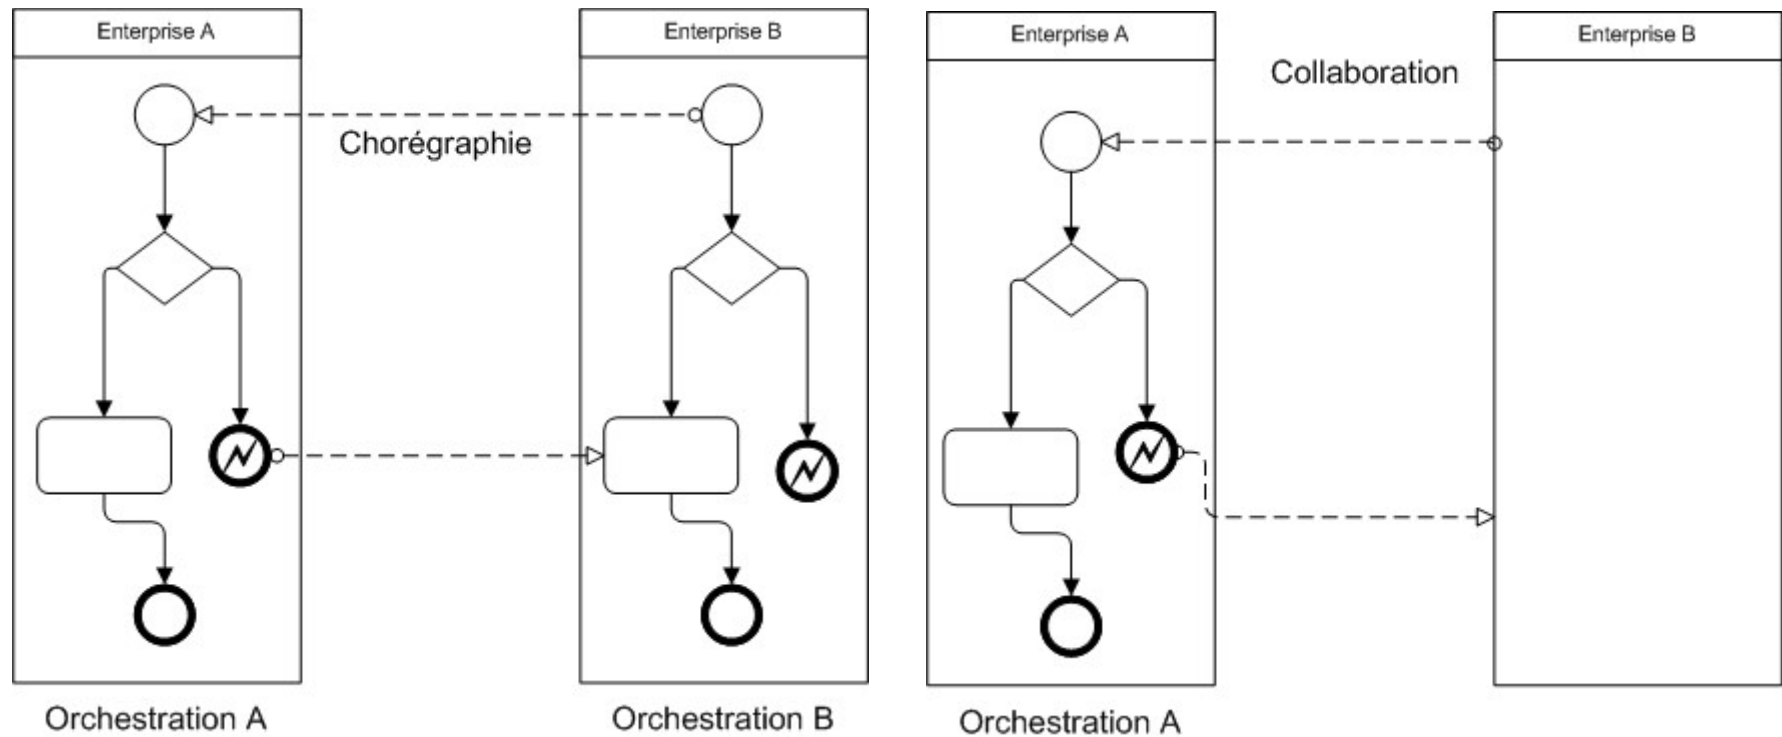 Enterprise A
Enterprise B
Chorégraphie
Orchestration A
Orchestration B
Enterprise A
Enterprise B
Collaboration
Orchestration A